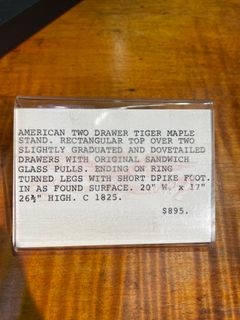 AMERICAN TWO DRAWER TIGER MAPLE
STAND. RECTANGULAR TOP OVER TWO
SLIGHTLY GRADUATED AND DOVETAILED
DRAWERS WITH ORIGINAL SANDWICH
GLASS PULLS. ENDING ON RING
TURNED LEGS WITH SHORT DPIKE FOOT.
IN AS FOUND SURFACE. 20" W. x 17"
26¾" HIGH. C 1825.
$895.